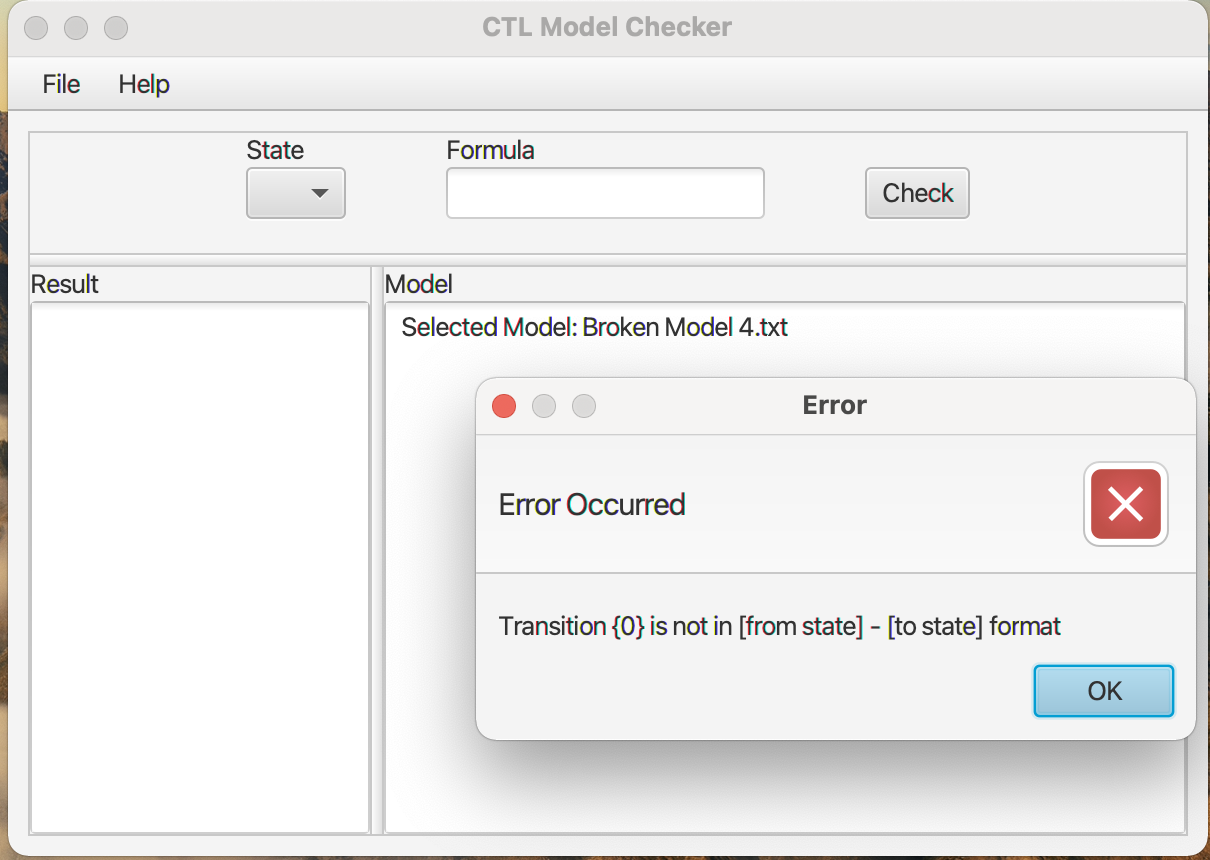 CTL Model Checker
File Help
State Formula
Check
Result Model
Selected Model: Broken Model 4.txt
Error
Error Occurred
Transition {0} is not in [from state] - [to state] format
OK